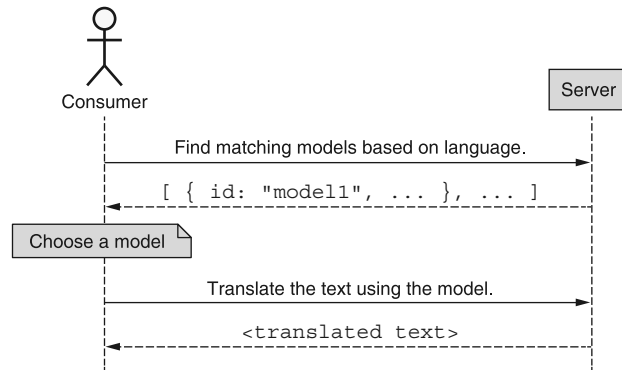 Consumer
Server
Find matching models based on language.
[ { id: "model1", ... }, ... ]
Choose a model
Translate the text using the model.
<translated text>